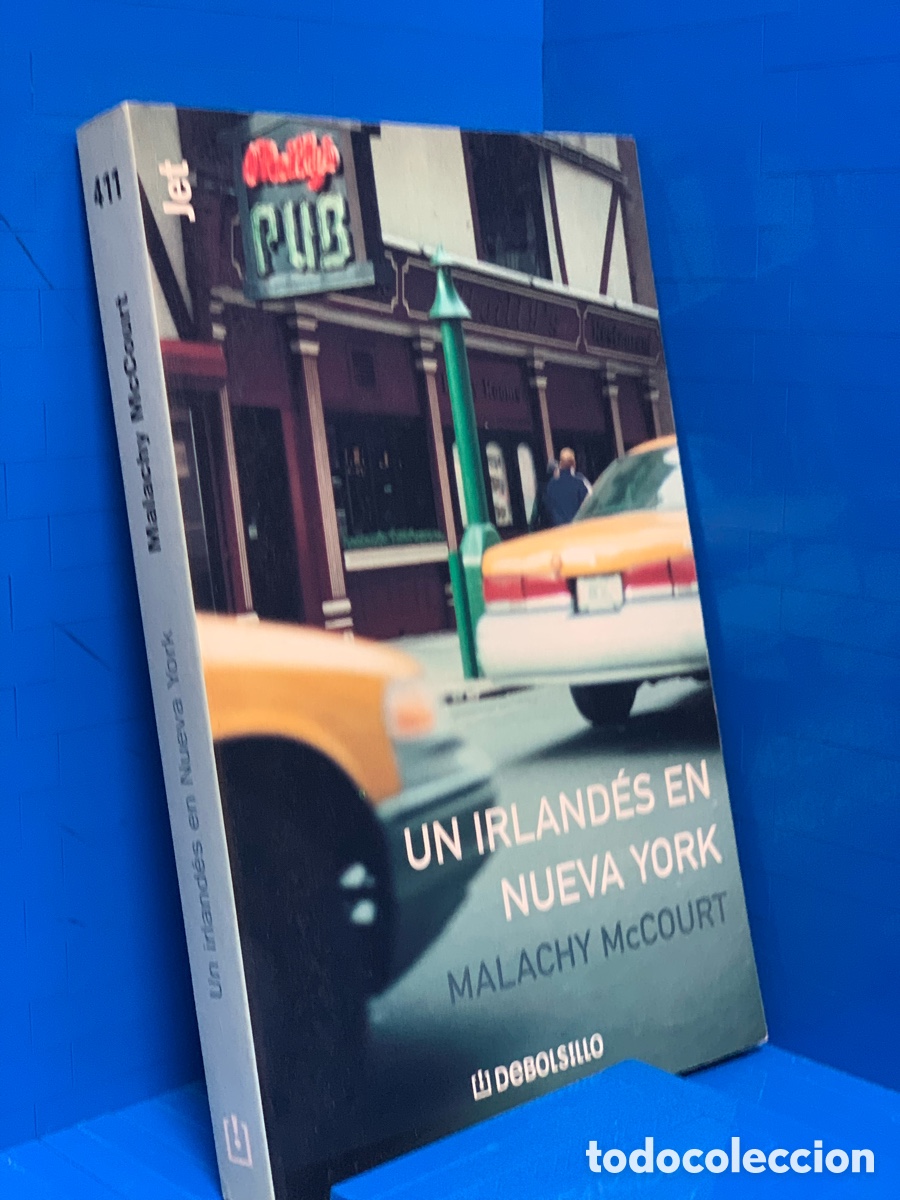 411
Malachy McCourt
Un irlandés en Nueva York
Jet
Molly's
PUB
UN IRLANDÉS EN
NUEVA YORK
MALACHY McCOURT
DEBOLSILLO
todocoleccion